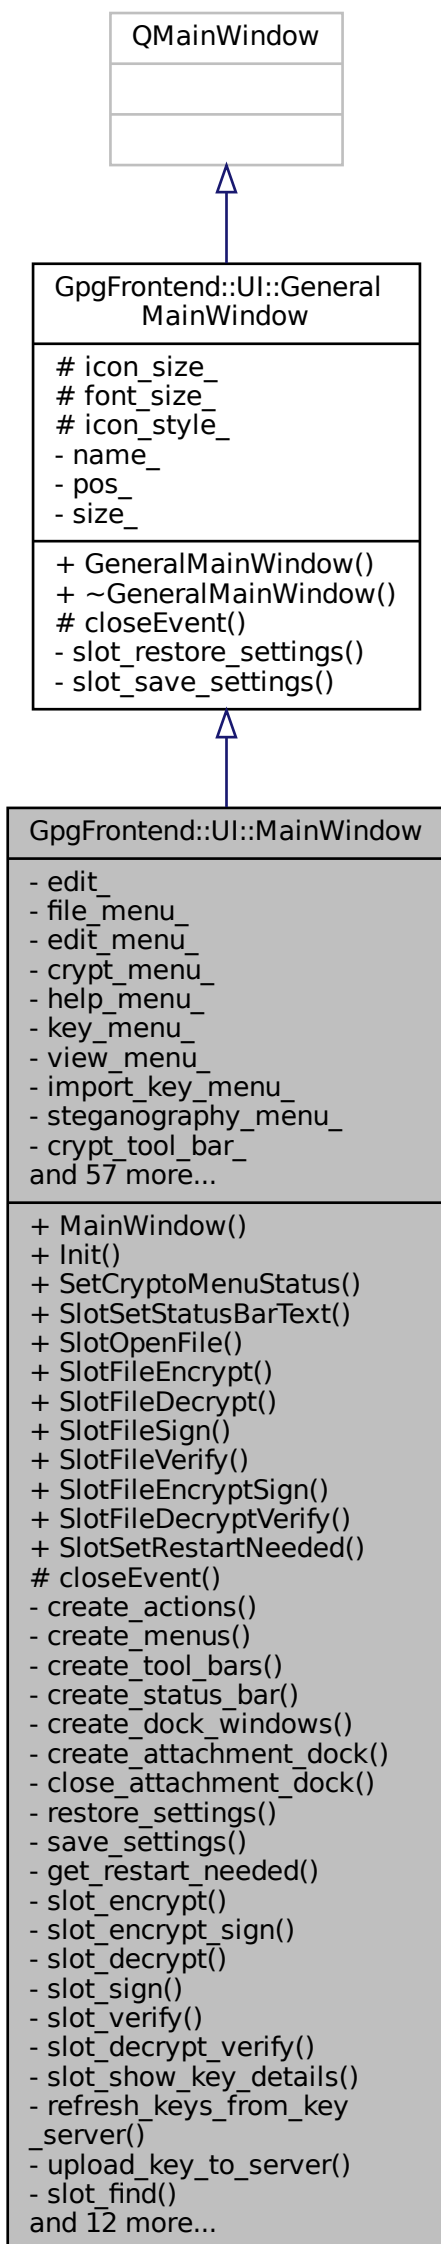 QMainWindow
GpgFrontend::UI::General
MainWindow
# icon_size_
# font_size_
# icon_style_
- name_
- pos_
- size_
+ GeneralMainWindow()
+ ~GeneralMainWindow()
# closeEvent()
- slot_restore_settings()
- slot_save_settings()
GpgFrontend::UI::MainWindow
- edit_
- file_menu_
- edit_menu_
- crypt_menu_
- help_menu_
- key_menu_
- view_menu_
- import_key_menu_
- steganography_menu_
- crypt_tool_bar_
and 57 more...
+ MainWindow()
+ Init()
+ SetCryptoMenuStatus()
+ SlotSetStatusBarText()
+ SlotOpenFile()
+ SlotFileEncrypt()
+ SlotFileDecrypt()
+ SlotFileSign()
+ SlotFileVerify()
+ SlotFileEncryptSign()
+ SlotFileDecryptVerify()
+ SlotSetRestartNeeded()
# closeEvent()
- create_actions()
- create_menus()
- create_tool_bars()
- create_status_bar()
- create_dock_windows()
- create_attachment_dock()
- close_attachment_dock()
- restore_settings()
- save_settings()
- get_restart_needed()
- slot_encrypt()
- slot_encrypt_sign()
- slot_decrypt()
- slot_sign()
- slot_verify()
- slot_decrypt_verify()
- slot_show_key_details()
- refresh_keys_from_key
_server()
- upload_key_to_server()
- slot_find()
and 12 more...